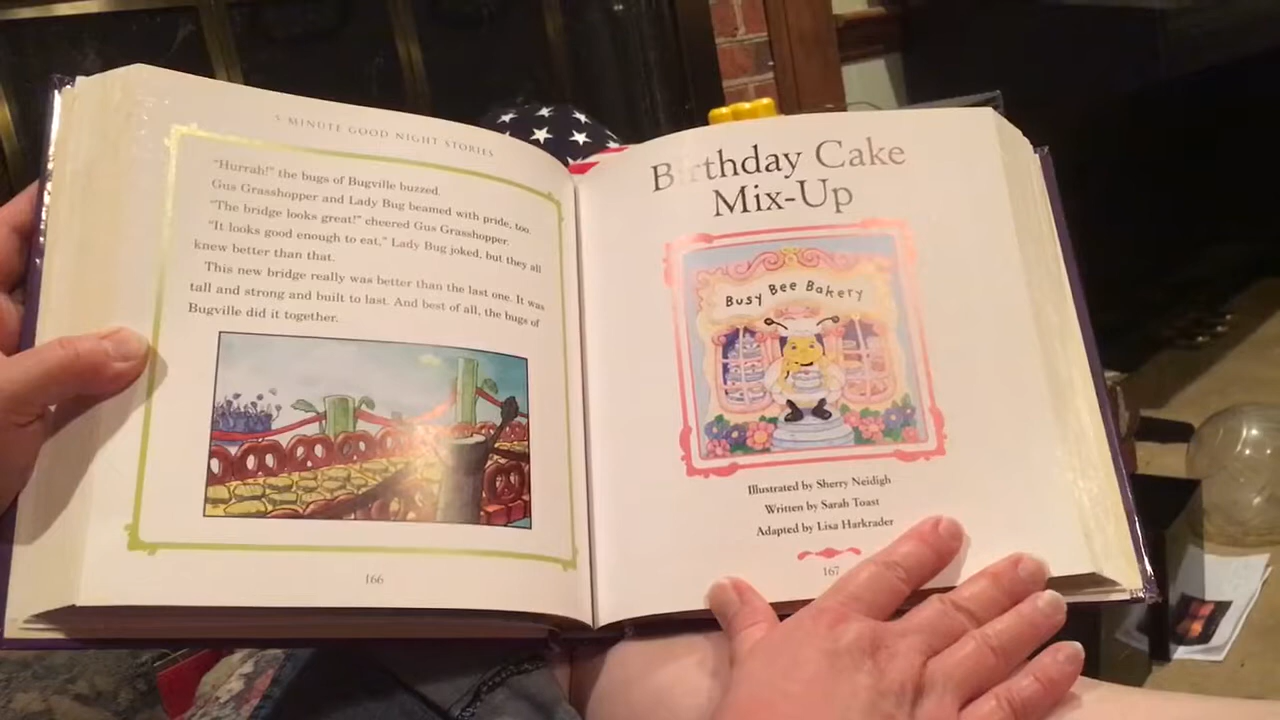 5 MINUTE GOOD NIGHT STORIES
"Hurrah!" the bugs of Bugville buzzed.
Gus Grasshopper and Lady Bug beamed with pride, too.
"The bridge looks great!" cheered Gus Grasshopper.
"It looks good enough to eat," Lady Bug joked, but they all
knew better than that.
This new bridge really was better than the last one. It was
tall and strong and built to last. And best of all, the bugs of
Bugville did it together.
166
Birthday Cake
Mix-Up
Busy Bee Bakery
Illustrated by Sherry Neidigh
Written by Sarah Toast
Adapted by Lisa Harkrader
167